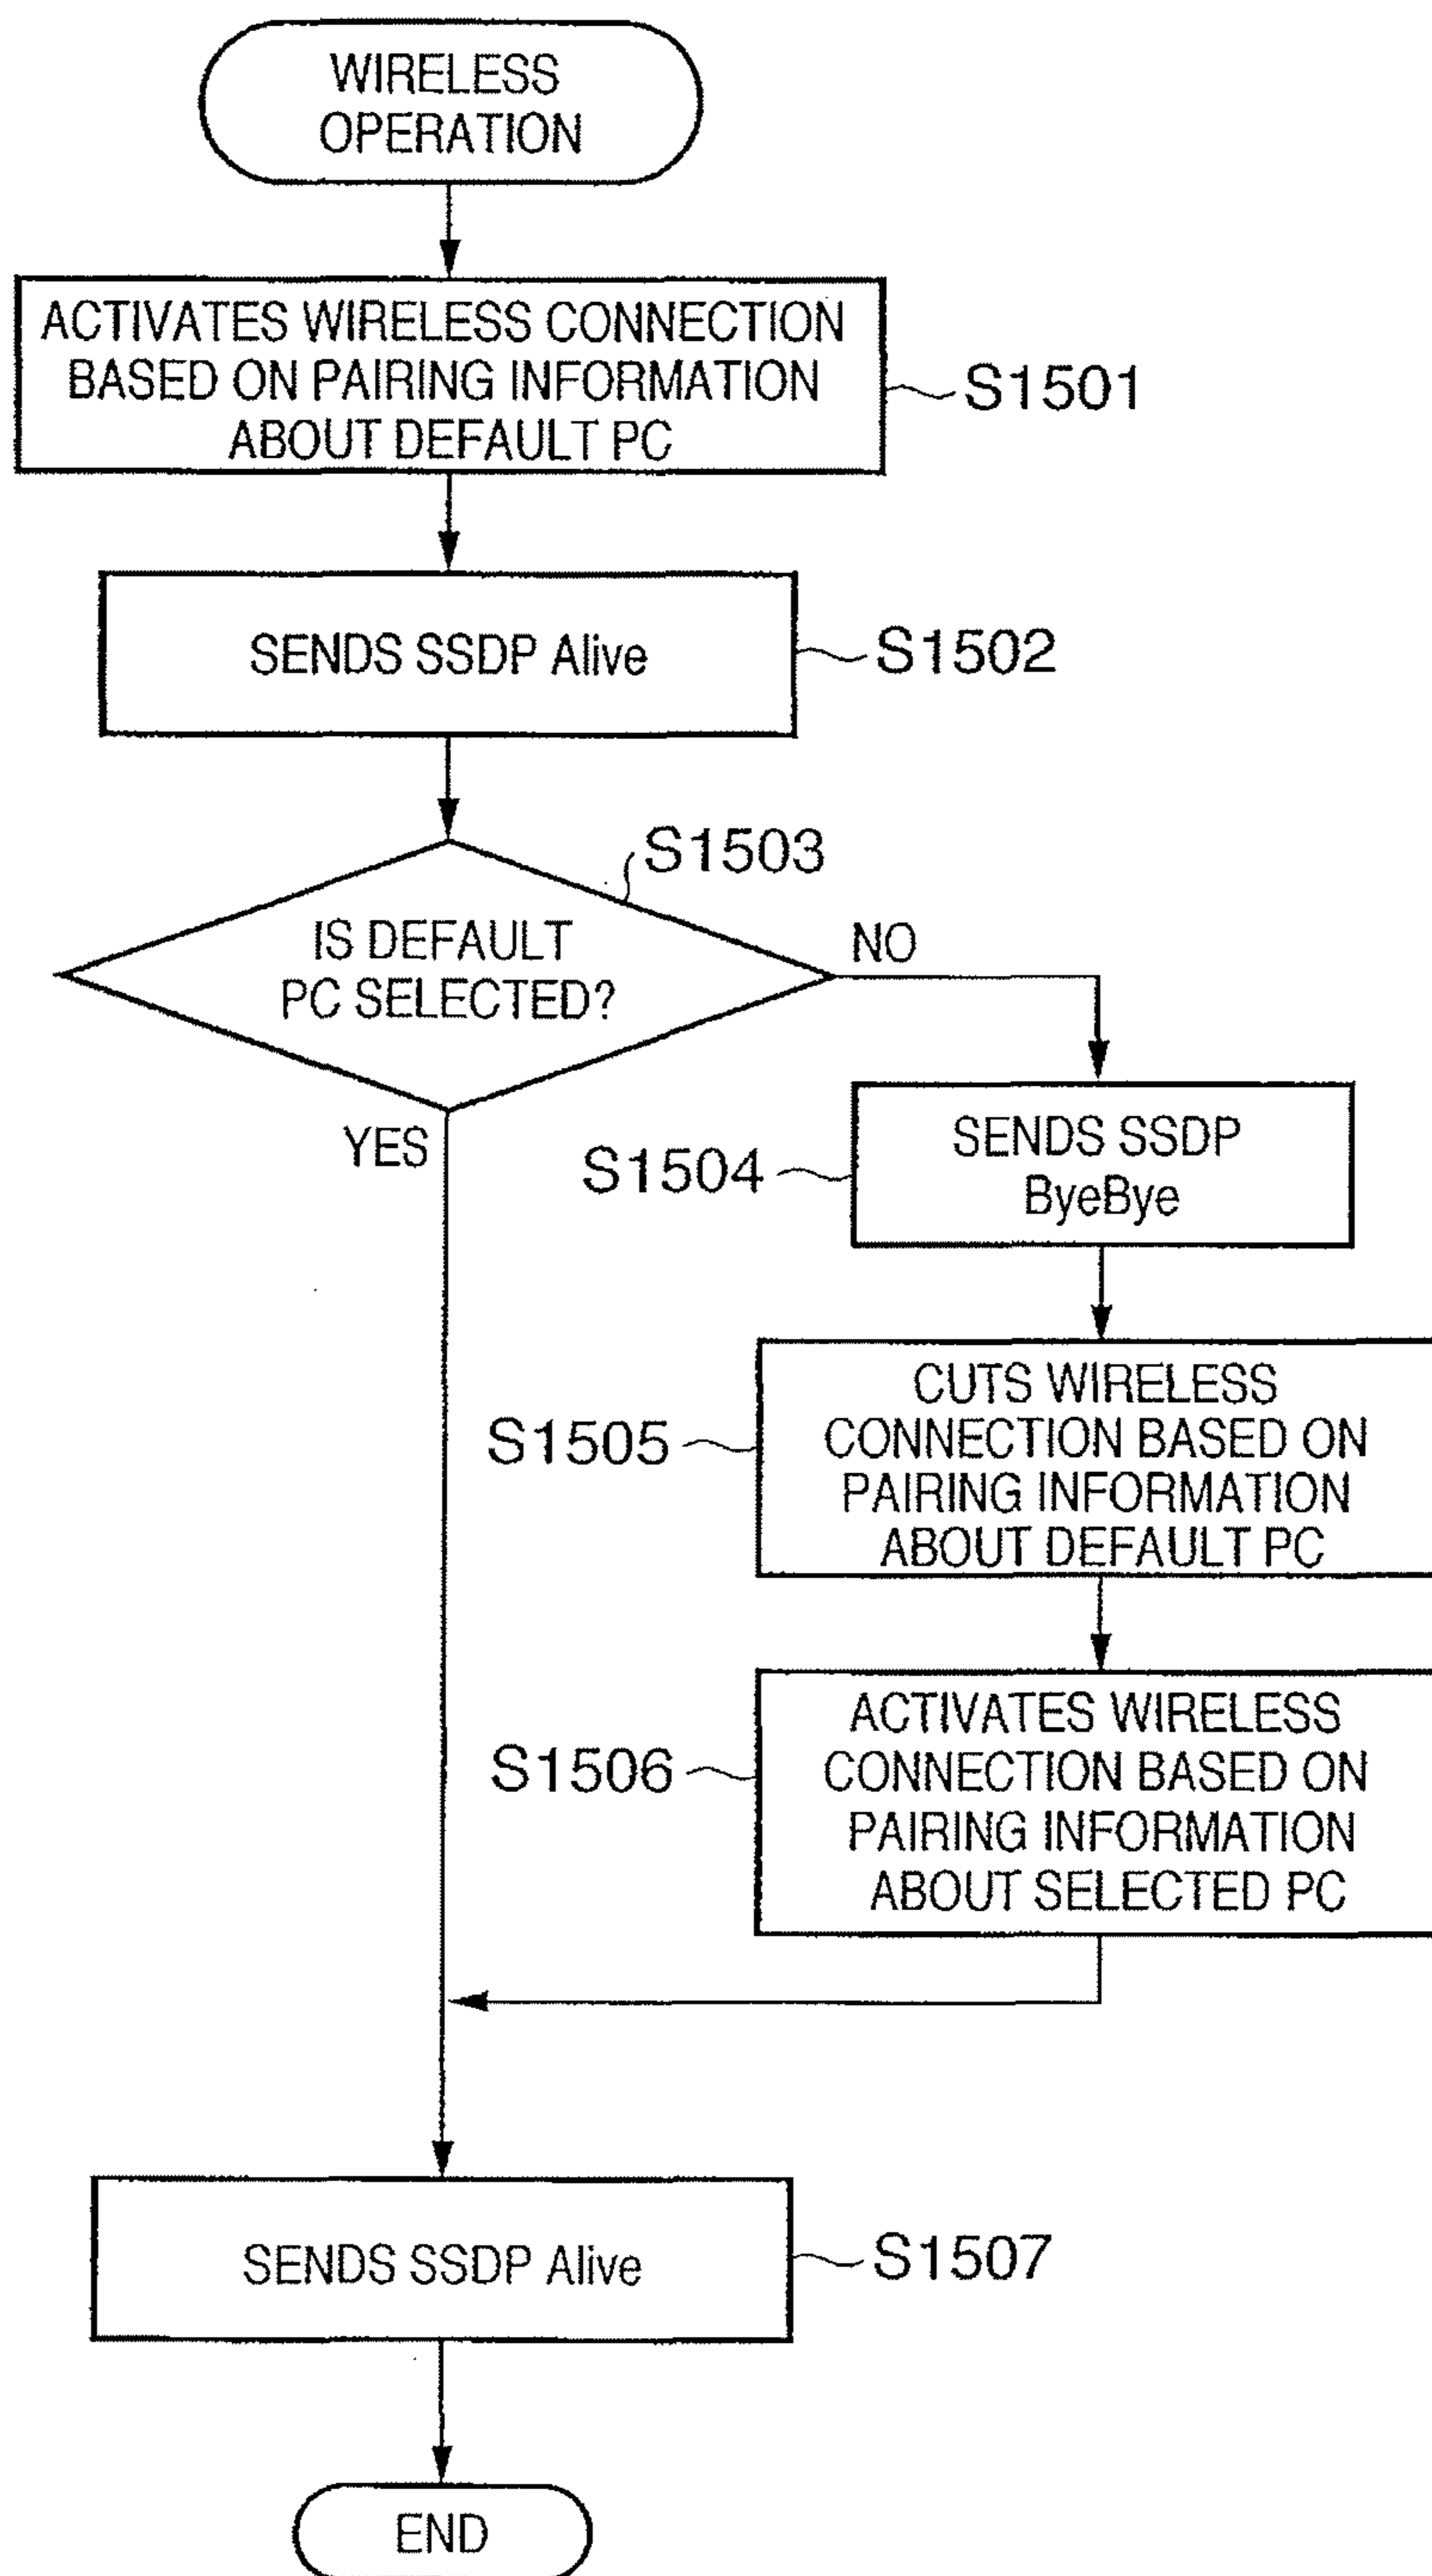 WIRELESS
OPERATION
ACTIVATES WIRELESS CONNECTION
BASED ON PAIRING INFORMATION
ABOUT DEFAULT PC
S1501
SENDS SSDP Alive
S1502
S1503
IS DEFAULT
PC SELECTED?
NO
YES
SENDS SSDP
ByeBye
S1504
CUTS WIRELESS
CONNECTION BASED ON
PAIRING INFORMATION
ABOUT DEFAULT PC
S1505
ACTIVATES WIRELESS
CONNECTION BASED ON
PAIRING INFORMATION
ABOUT SELECTED PC
S1506
SENDS SSDP Alive
S1507
END